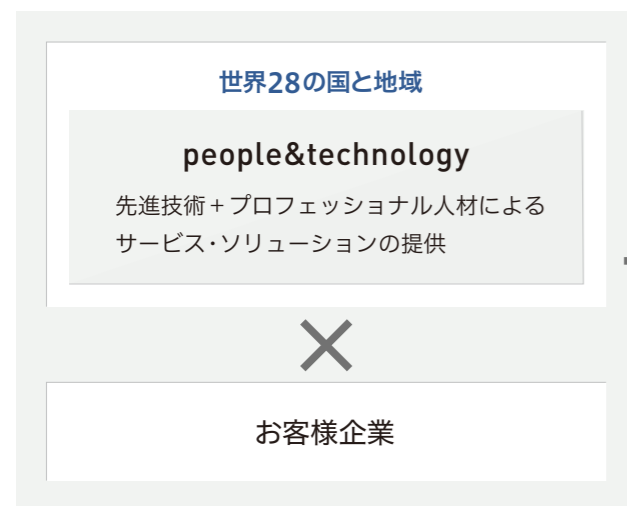 世界28の国と地域
people&technology
先進技術+プロフェッショナル人材による
サービス・ソリューションの提供
×
お客様企業